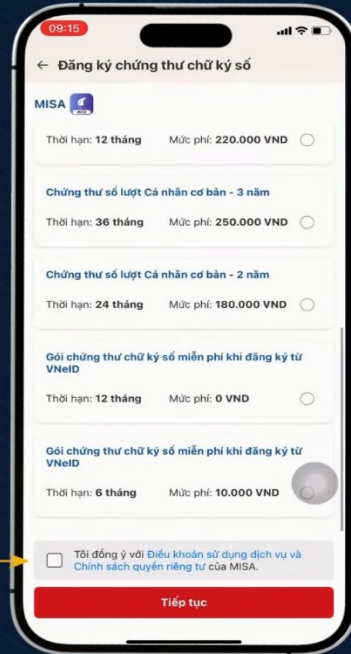 09:15
← Đăng ký chứng thư chữ ký số
MISA
Thời hạn: 12 tháng Mức phí: 220.000 VND
Chứng thư số lượt Cá nhân cơ bản - 3 năm
Thời hạn: 36 tháng Mức phí: 250.000 VND
Chứng thư số lượt Cá nhân cơ bản - 2 năm
Thời hạn: 24 tháng Mức phí: 180.000 VND
Gói chứng thư chữ ký số miễn phí khi đăng ký từ
VNeID
Thời hạn: 12 tháng Mức phí: 0 VND
Gói chứng thư chữ ký số miễn phí khi đăng ký từ
VNeID
Thời hạn: 6 tháng Mức phí: 10.000 VND
Tôi đồng ý với Điều khoản sử dụng dịch vụ và
Chính sách quyền riêng tư của MISA.
Tiếp tục